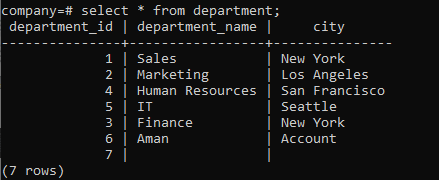 company=# select * from department;
 department_id | department_name |     city
---------------+-----------------+---------------
             1 | Sales           | New York
             2 | Marketing       | Los Angeles
             4 | Human Resources | San Francisco
             5 | IT              | Seattle
             3 | Finance         | New York
             6 | Aman            | Account
             7 |                 |
(7 rows)